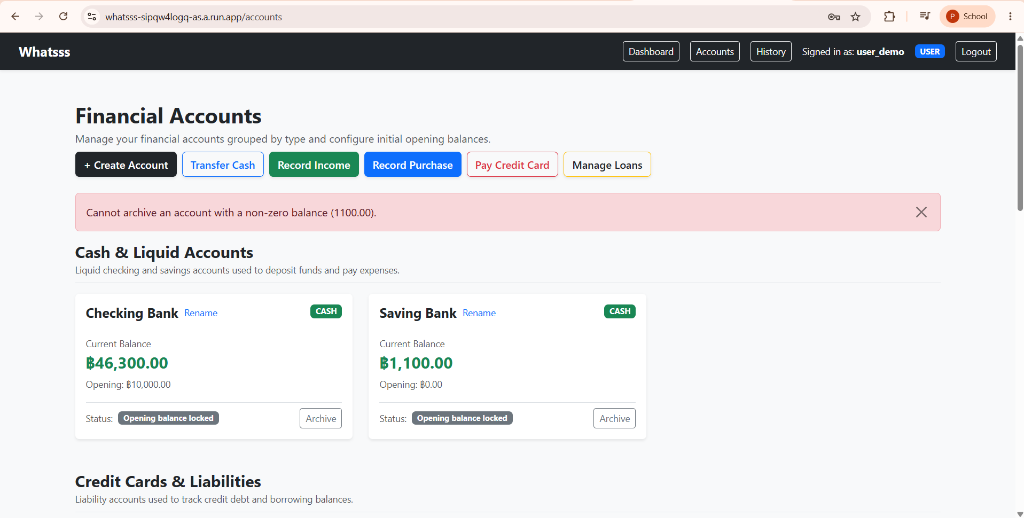 whatsss-sipqw4logq-as.a.run.app/accounts
P School
Whatsss
Dashboard Accounts History Signed in as: user_demo USER Logout
Financial Accounts
Manage your financial accounts grouped by type and configure initial opening balances.
+ Create Account Transfer Cash Record Income Record Purchase Pay Credit Card Manage Loans
Cannot archive an account with a non-zero balance (1100.00).
Cash & Liquid Accounts
Liquid checking and savings accounts used to deposit funds and pay expenses.
Checking Bank Rename CASH
Current Balance
฿46,300.00
Opening: ฿10,000.00
Status: Opening balance locked Archive
Saving Bank Rename CASH
Current Balance
฿1,100.00
Opening: ฿0.00
Status: Opening balance locked Archive
Credit Cards & Liabilities
Liability accounts used to track credit debt and borrowing balances.